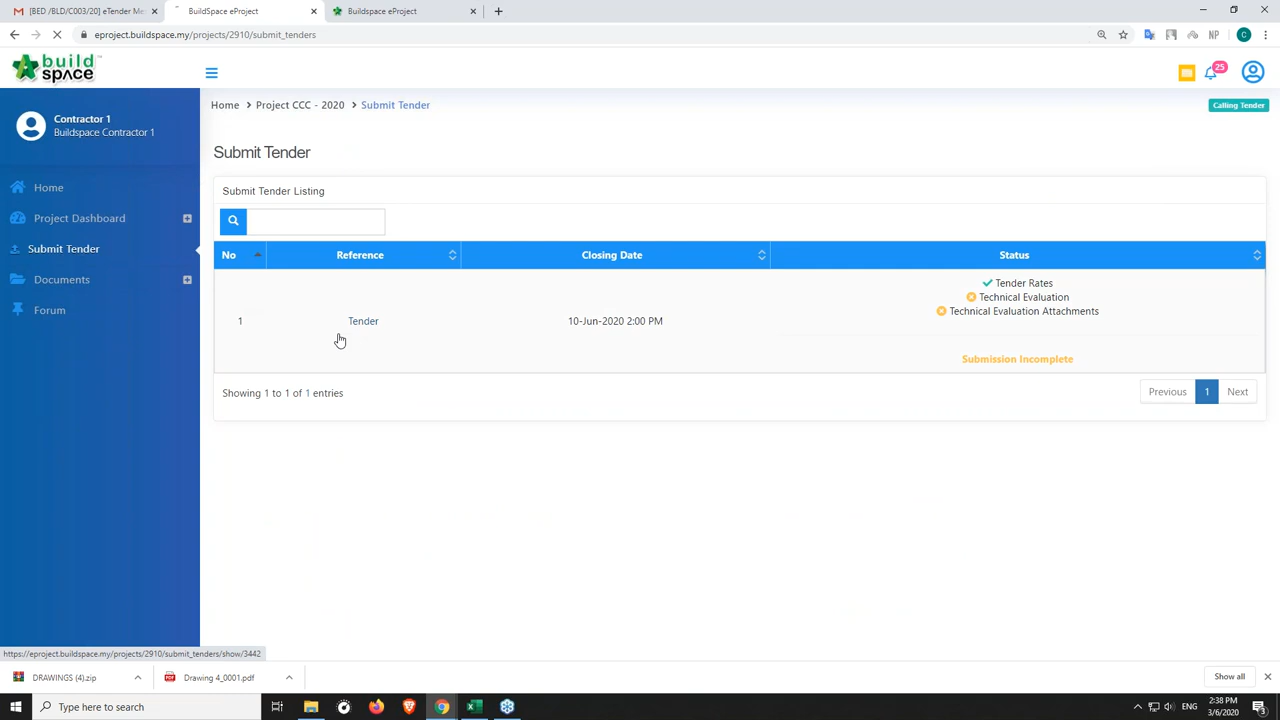 [BED /BLD/C003/20] eTender Me
BuildSpace eProject
Buildspace eProject
eproject.buildspace.my/projects/2910/submit_tenders
NP
C
build space
25
Home > Project CCC - 2020 > Submit Tender
Calling Tender
Contractor 1
Buildspace Contractor 1
Home
Project Dashboard
Submit Tender
Documents
Forum
Submit Tender
Submit Tender Listing
No Reference Closing Date Status
1 Tender 10-Jun-2020 2:00 PM
Tender Rates
Technical Evaluation
Technical Evaluation Attachments
Submission Incomplete
Showing 1 to 1 of 1 entries
Previous 1 Next
https://eproject.buildspace.my/projects/2910/submit_tenders/show/3442
DRAWINGS (4).zip
Drawing 4_0001.pdf
Show all
Type here to search
ENG
2:38 PM
3/6/2020
3